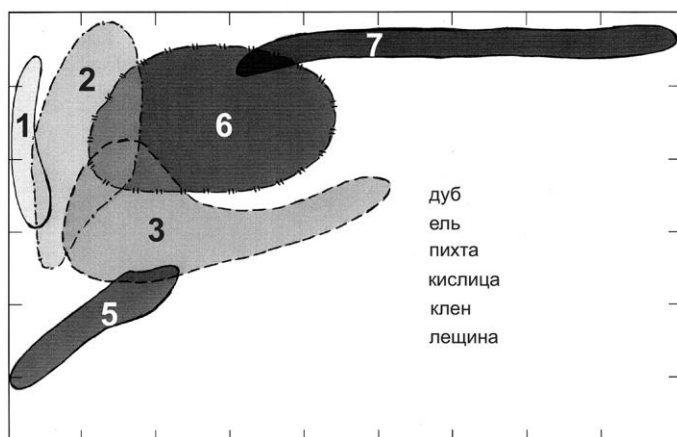 7
2
1
6
3
5
дуб
ель
пихта
кислица
клен
лещина